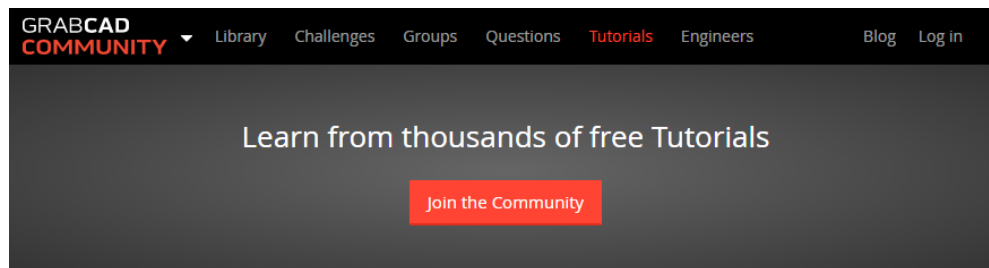 GRABCAD
COMMUNITY Library Challenges Groups Questions Tutorials Engineers Blog Log in
Learn from thousands of free Tutorials
Join the Community